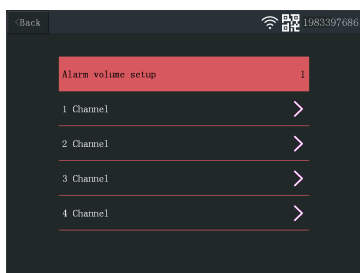 <Back 1983397686
Alarm volume setup 1
1 Channel
2 Channel
3 Channel
4 Channel